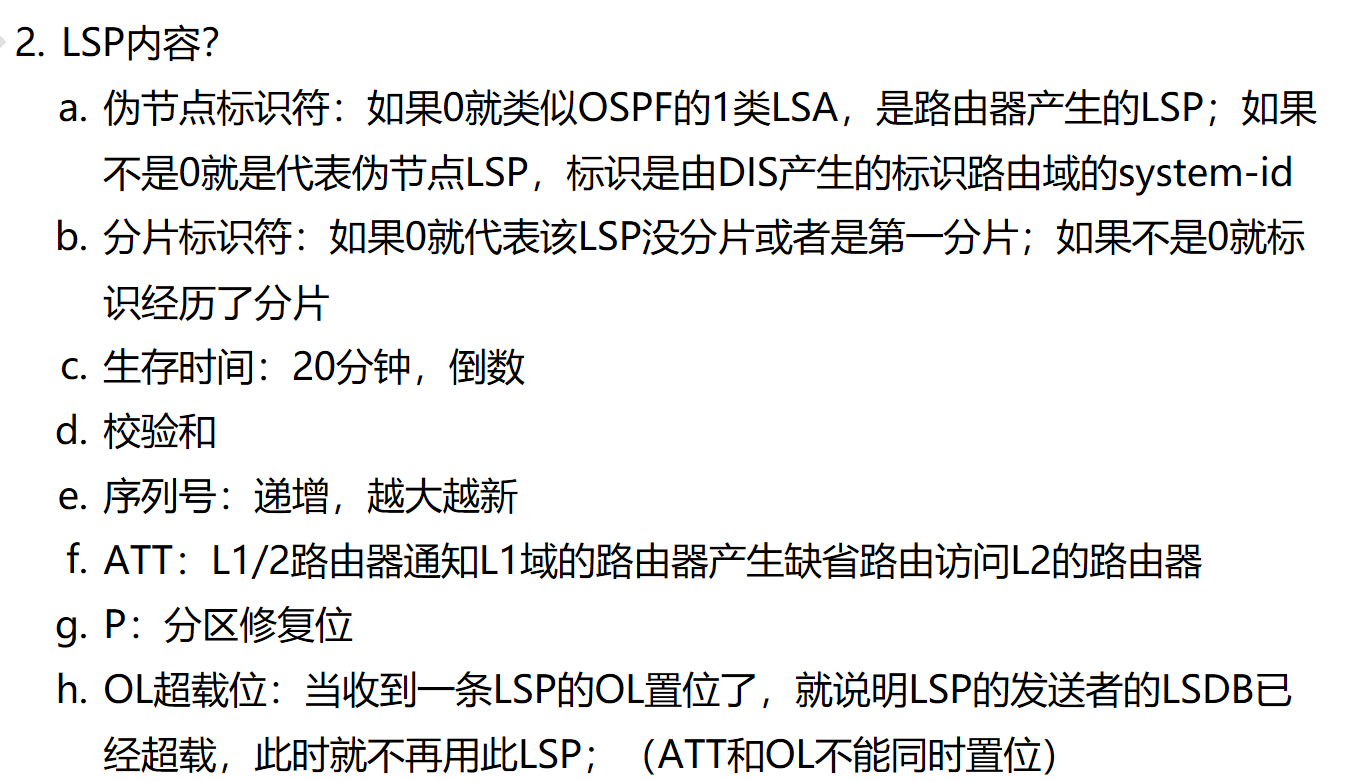 2. LSP内容？
a. 伪节点标识符：如果0就类似OSPF的1类LSA，是路由器产生的LSP；如果
不是0就是代表伪节点LSP，标识是由DIS产生的标识路由域的system-id
b. 分片标识符：如果0就代表该LSP没分片或者是第一分片；如果不是0就标
识经历了分片
c. 生存时间：20分钟，倒数
d. 校验和
e. 序列号：递增，越大越新
f. ATT：L1/2路由器通知L1域的路由器产生缺省路由访问L2的路由器
g. P：分区修复位
h. OL超载位：当收到一条LSP的OL置位了，就说明LSP的发送者的LSDB已
经超载，此时就不再用此LSP；（ATT和OL不能同时置位）